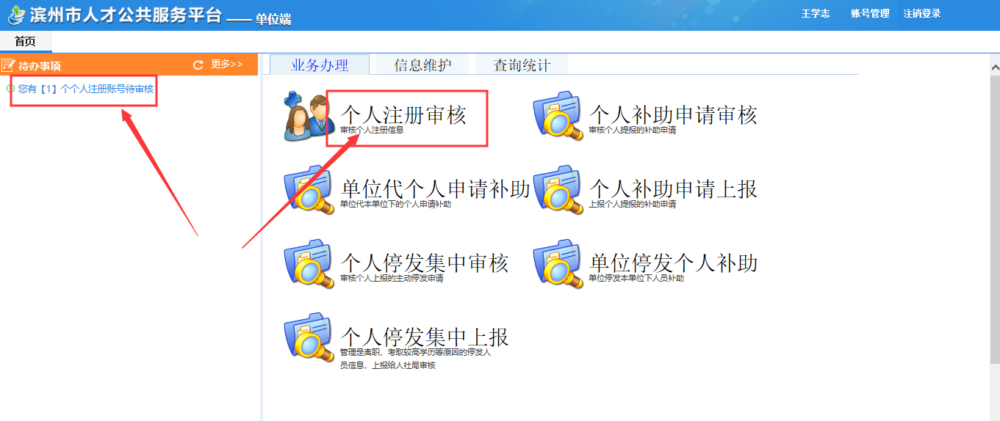 滨州市人才公共服务平台 —— 单位端
王学志 账号管理 注销登录
首页
待办事项 更多>>
您有【1】个个人注册账号待审核
业务办理 信息维护 查询统计
个人注册审核
审核个人注册信息
个人补助申请审核
审核个人提报的补助申请
单位代个人申请补助
单位代本单位下的个人申请补助
个人补助申请上报
上报个人提报的补助申请
个人停发集中审核
审核个人上报的主动停发申请
单位停发个人补助
单位停发本单位下人员补助
个人停发集中上报
管理是离职、考取较高学历等原因的停发人
员信息，上报给人社局审核